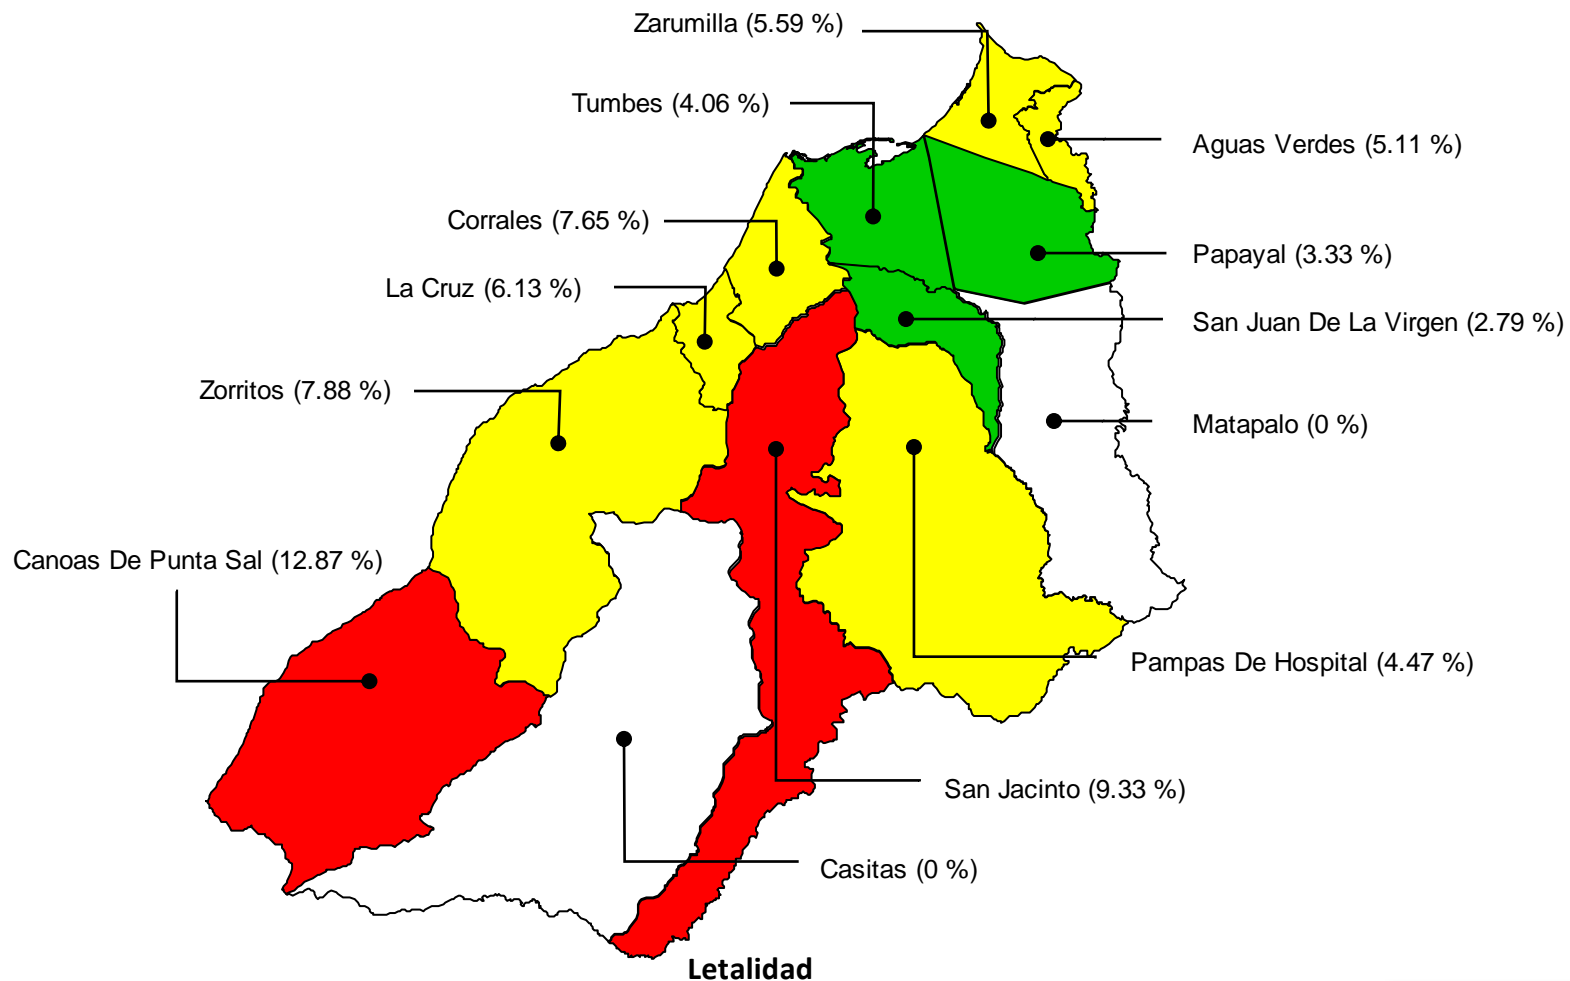 Zarumilla (5.59 %)
Tumbes (4.06 %)
Aguas Verdes (5.11 %)
Corrales (7.65 %)
Papayal (3.33 %)
La Cruz (6.13 %)
San Juan De La Virgen (2.79 %)
Zorritos (7.88 %)
Matapalo (0 %)
Canoas De Punta Sal (12.87 %)
Pampas De Hospital (4.47 %)
San Jacinto (9.33 %)
Casitas (0 %)
Letalidad